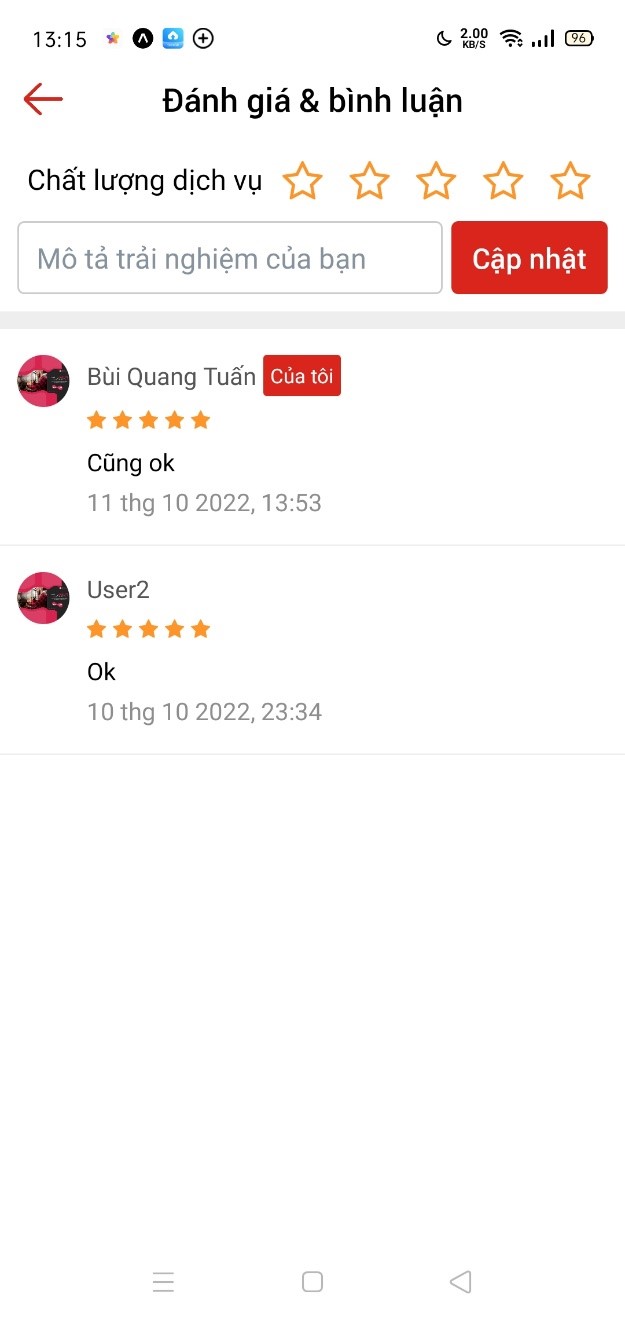 13:15
2.00
KB/S
96
Đánh giá & bình luận
Chất lượng dịch vụ
Mô tả trải nghiệm của bạn
Cập nhật
Bùi Quang Tuấn Của tôi
Cũng ok
11 thg 10 2022, 13:53
User2
Ok
10 thg 10 2022, 23:34